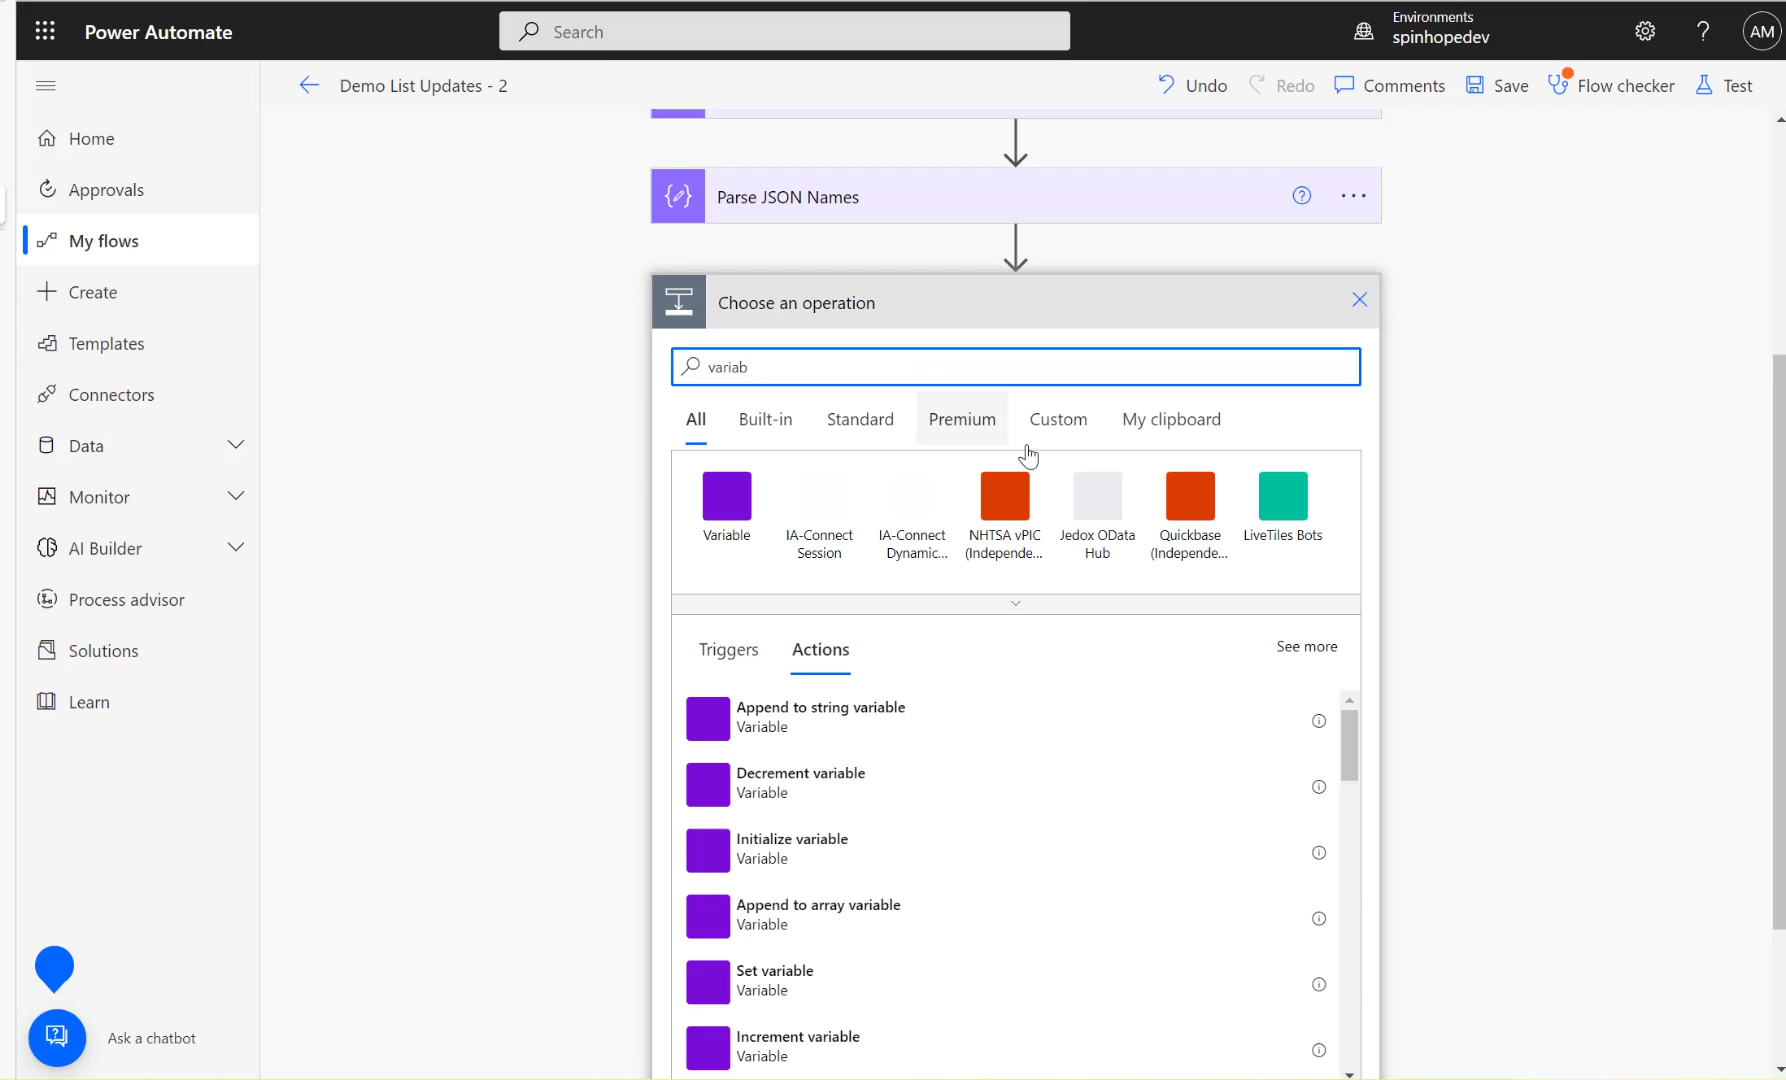 Power Automate
Search
Environments
spinhopedev
AM
Demo List Updates - 2
Undo
Redo
Comments
Save
Flow checker
Test
Home
Approvals
My flows
Create
Templates
Connectors
Data
Monitor
AI Builder
Process advisor
Solutions
Learn
Ask a chatbot
Parse JSON Names
Choose an operation
variab
All
Built-in
Standard
Premium
Custom
My clipboard
Variable
IA-Connect
Session
IA-Connect
Dynamic...
NHTSA vPIC
(Independe...
Jedox OData
Hub
Quickbase
(Independe...
LiveTiles Bots
Triggers
Actions
See more
Append to string variable
Variable
Decrement variable
Variable
Initialize variable
Variable
Append to array variable
Variable
Set variable
Variable
Increment variable
Variable